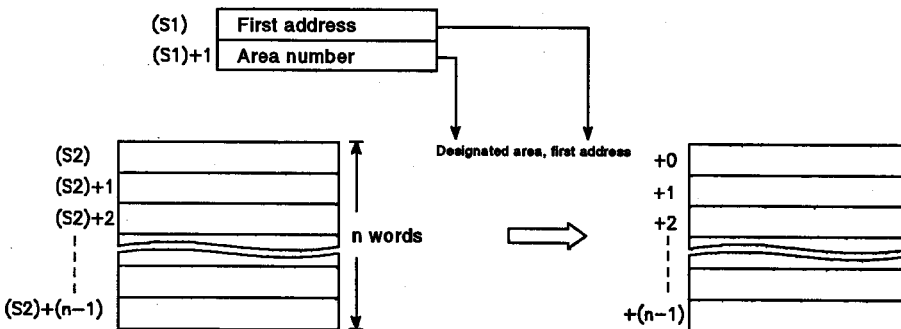 (S1) First address
(S1)+1 Area number
Designated area, first address
(S2)
(S2)+1
(S2)+2
(S2)+(n-1)
n words
+0
+1
+2
+(n-1)